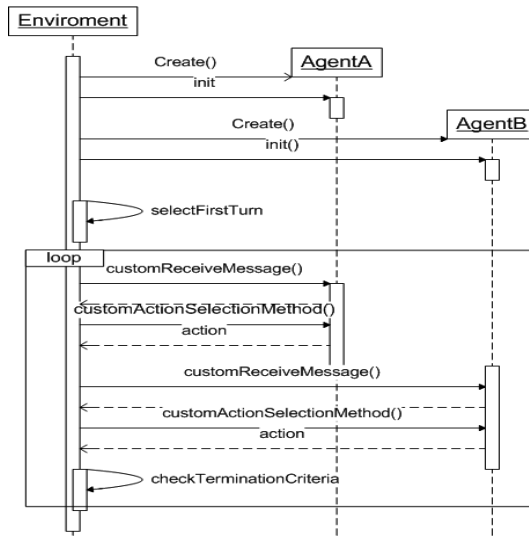 Enviroment
Create()
AgentA
init
Create()
AgentB
init()
selectFirstTurn
loop
customReceiveMessage()
customActionSelectionMethod()
action
customReceiveMessage()
customActionSelectionMethod()
action
checkTerminationCriteria